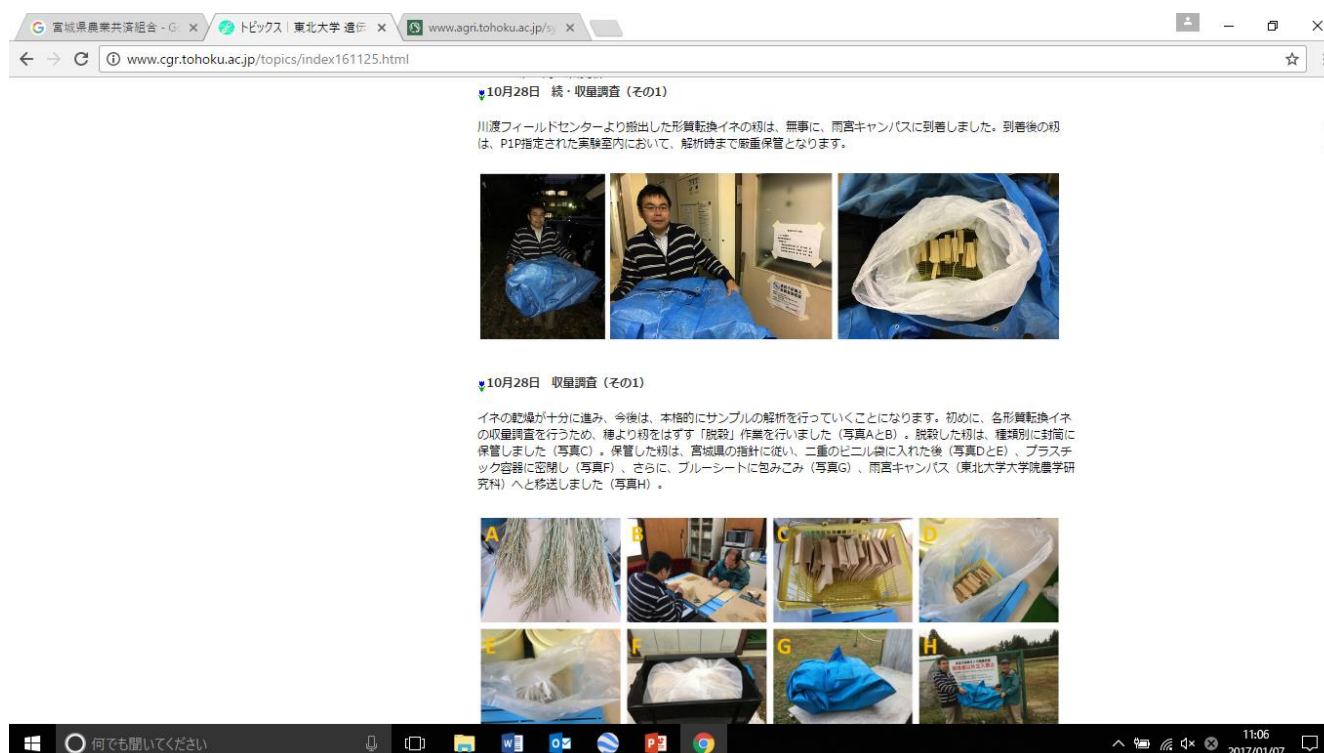 宮城県農業共済組合 - G
トピックス｜東北大学 遺伝
www.agri.tohoku.ac.jp/sy
www.cgr.tohoku.ac.jp/topics/index161125.html
10月28日 続・収量調査（その1）
川渡フィールドセンターより搬出した形質転換イネの籾は、無事に、雨宮キャンパスに到着しました。到着後の籾
は、P1P指定された実験室内において、解析時まで厳重保管となります。
10月28日 収量調査（その1）
イネの乾燥が十分に進み、今後は、本格的にサンプルの解析を行っていくことになります。初めに、各形質転換イネ
の収量調査を行うため、穂より籾をはずす「脱穀」作業を行いました（写真AとB）。脱穀した籾は、種類別に封筒に
保管しました（写真C）。保管した籾は、宮城県の指針に従い、二重のビニル袋に入れた後（写真DとE）、プラスチ
ック容器に密閉し（写真F）、さらに、ブルーシートに包みこみ（写真G）、雨宮キャンパス（東北大学大学院農学研
究科）へと移送しました（写真H）。
A
B
C
D
E
F
G
H
何でも聞いてください
11:06
2017/01/07